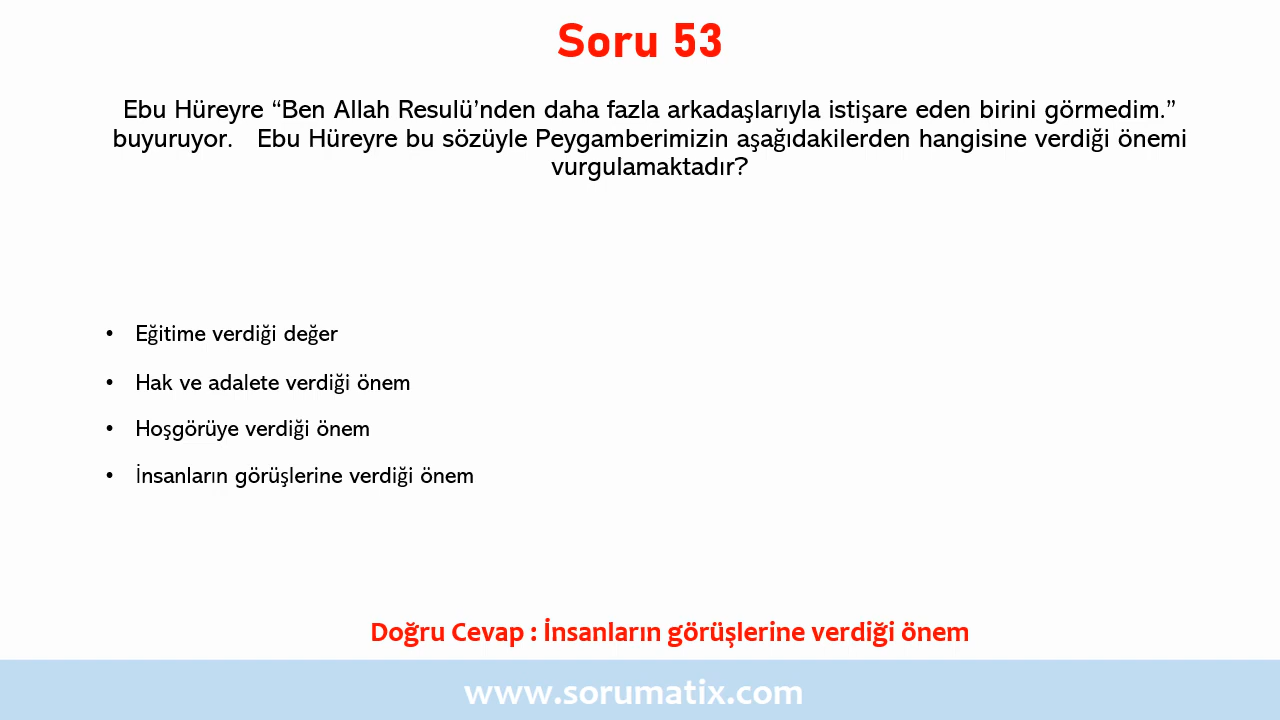 Soru 53
Ebu Hüreyre “Ben Allah Resulü’nden daha fazla arkadaşlarıyla istişare eden birini görmedim.”
buyuruyor.   Ebu Hüreyre bu sözüyle Peygamberimizin aşağıdakilerden hangisine verdiği önemi
vurgulamaktadır?
• Eğitime verdiği değer
• Hak ve adalete verdiği önem
• Hoşgörüye verdiği önem
• İnsanların görüşlerine verdiği önem
Doğru Cevap : İnsanların görüşlerine verdiği önem
www.sorumatix.com